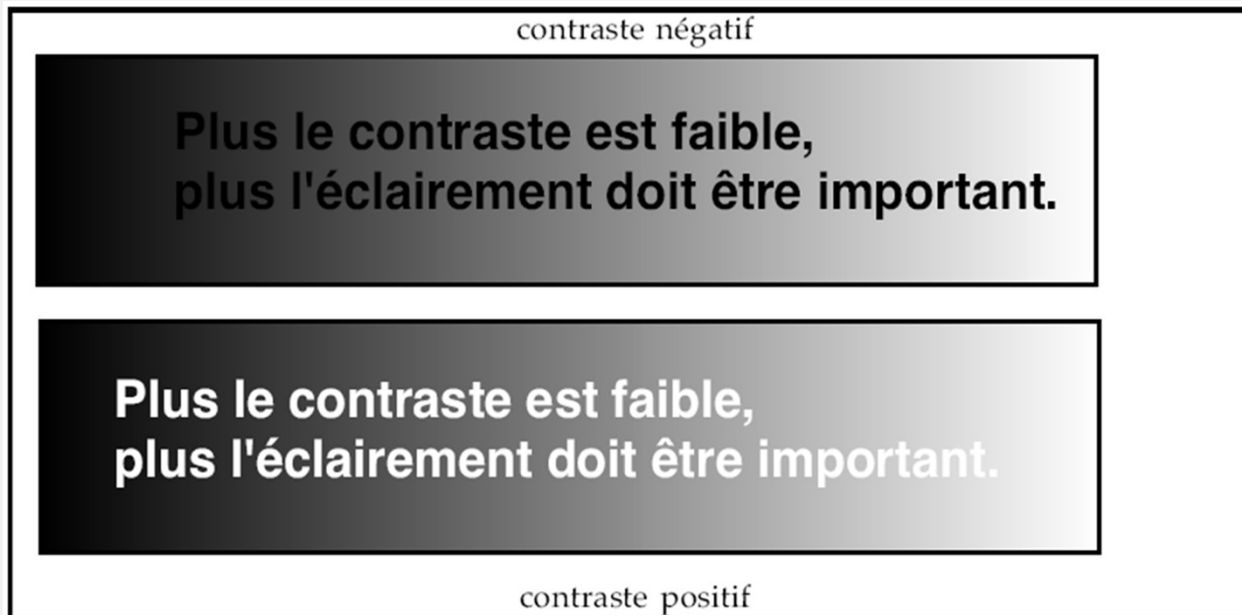 contraste négatif
Plus le contraste est faible,
plus l'éclairement doit être important.
Plus le contraste est faible,
plus l'éclairement doit être important.
contraste positif